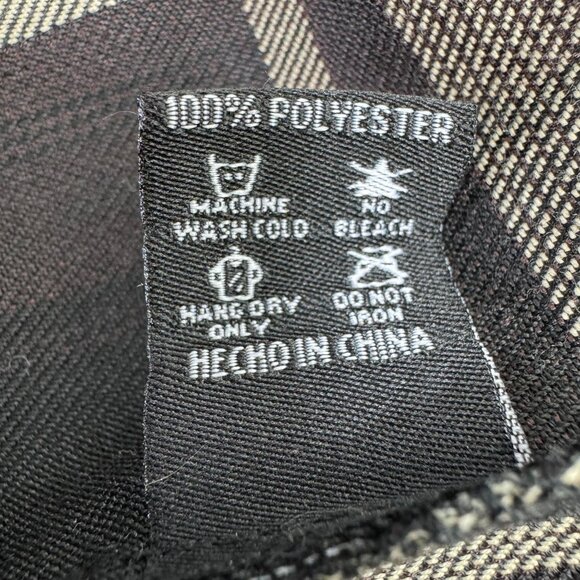 100% POLYESTER
MACHINE NO
WASH COLD BLEACH
HANG DRY DO NOT
ONLY IRON
HECHO IN CHINA